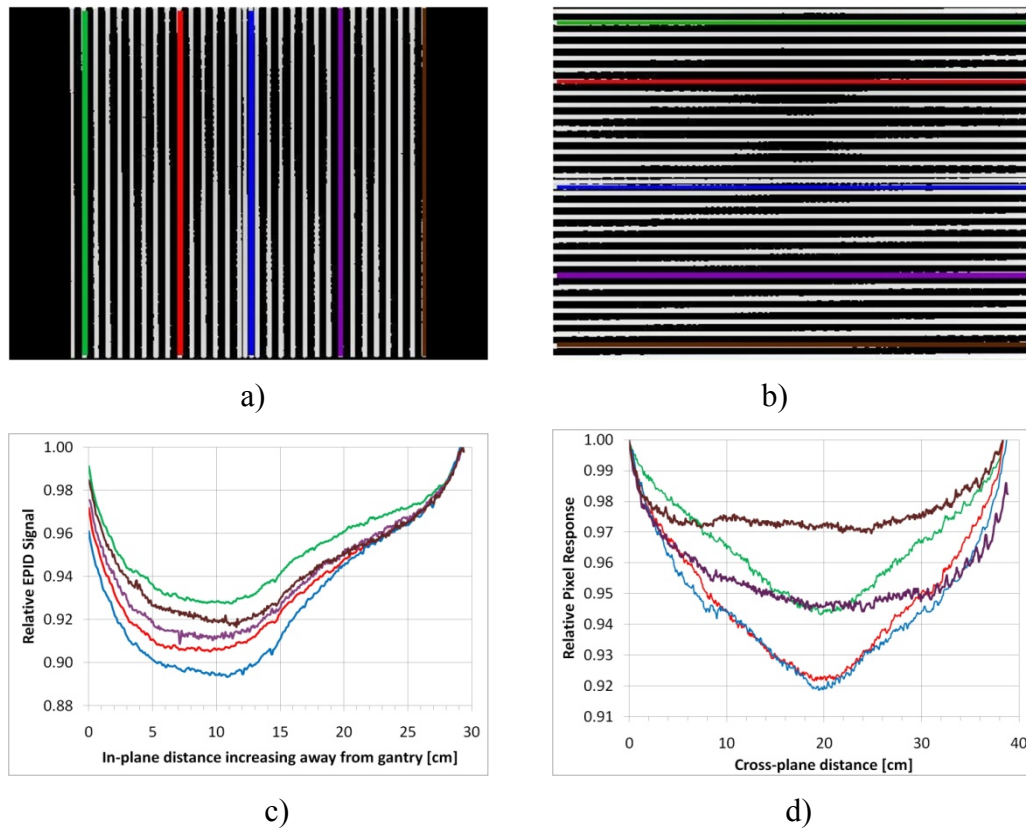 a)
b)
1.00
0.98
0.96
0.94
0.92
0.90
0.88
Relative EPID Signal
0 5 10 15 20 25 30
In-plane distance increasing away from gantry [cm]
c)
1.00
0.99
0.98
0.97
0.96
0.95
0.94
0.93
0.92
0.91
Relative Pixel Response
0 10 20 30 40
Cross-plane distance [cm]
d)